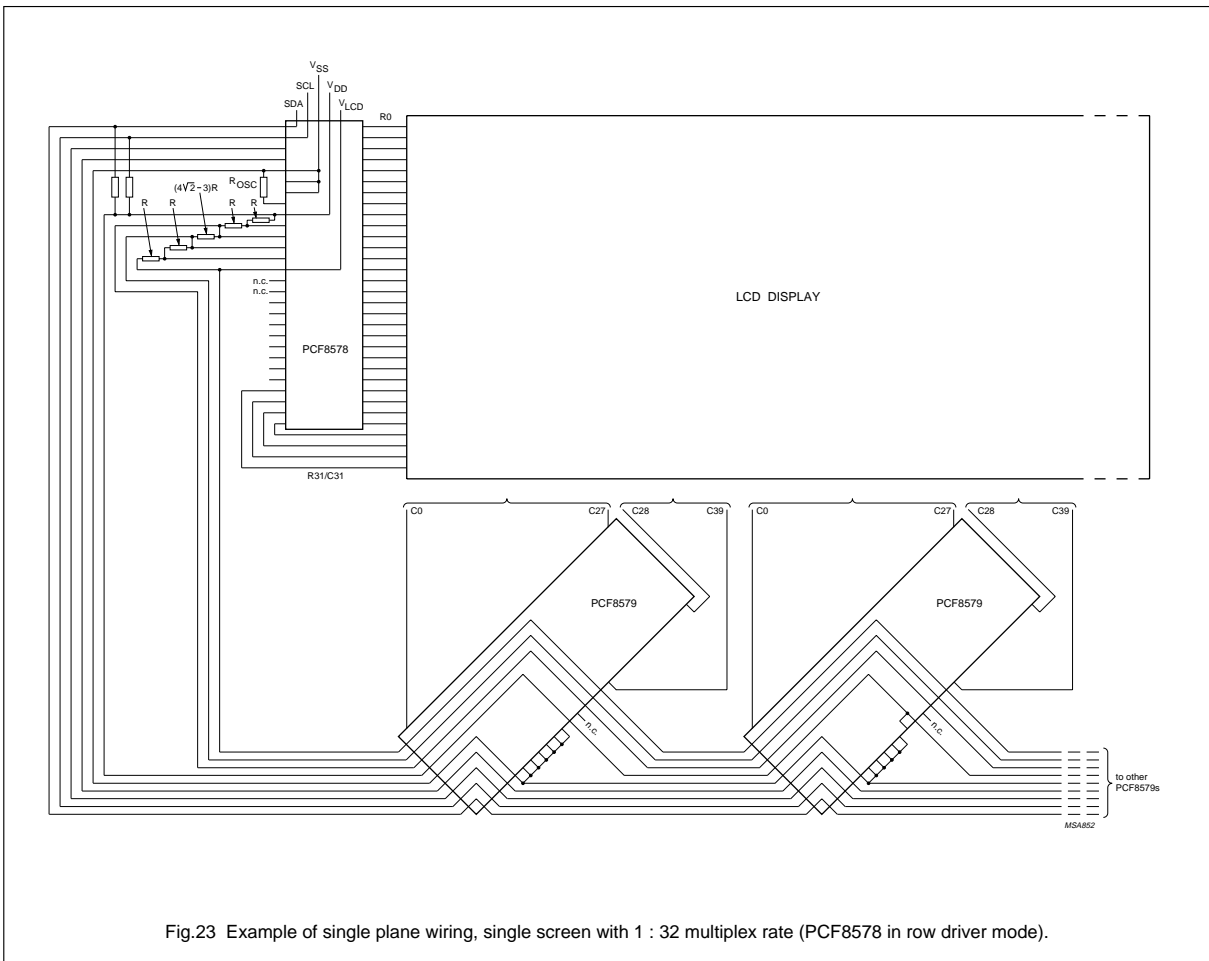 VSS
SCL
VDD
SDA
VLCD
R0
ROSC
(4√2−3)R
R R R R
n.c.
n.c.
LCD DISPLAY
PCF8578
R31/C31
C0 C27 C28 C39 C0 C27 C28 C39
PCF8579 PCF8579
n.c. n.c.
to other
PCF8579s
MSA852
Fig.23 Example of single plane wiring, single screen with 1 : 32 multiplex rate (PCF8578 in row driver mode).